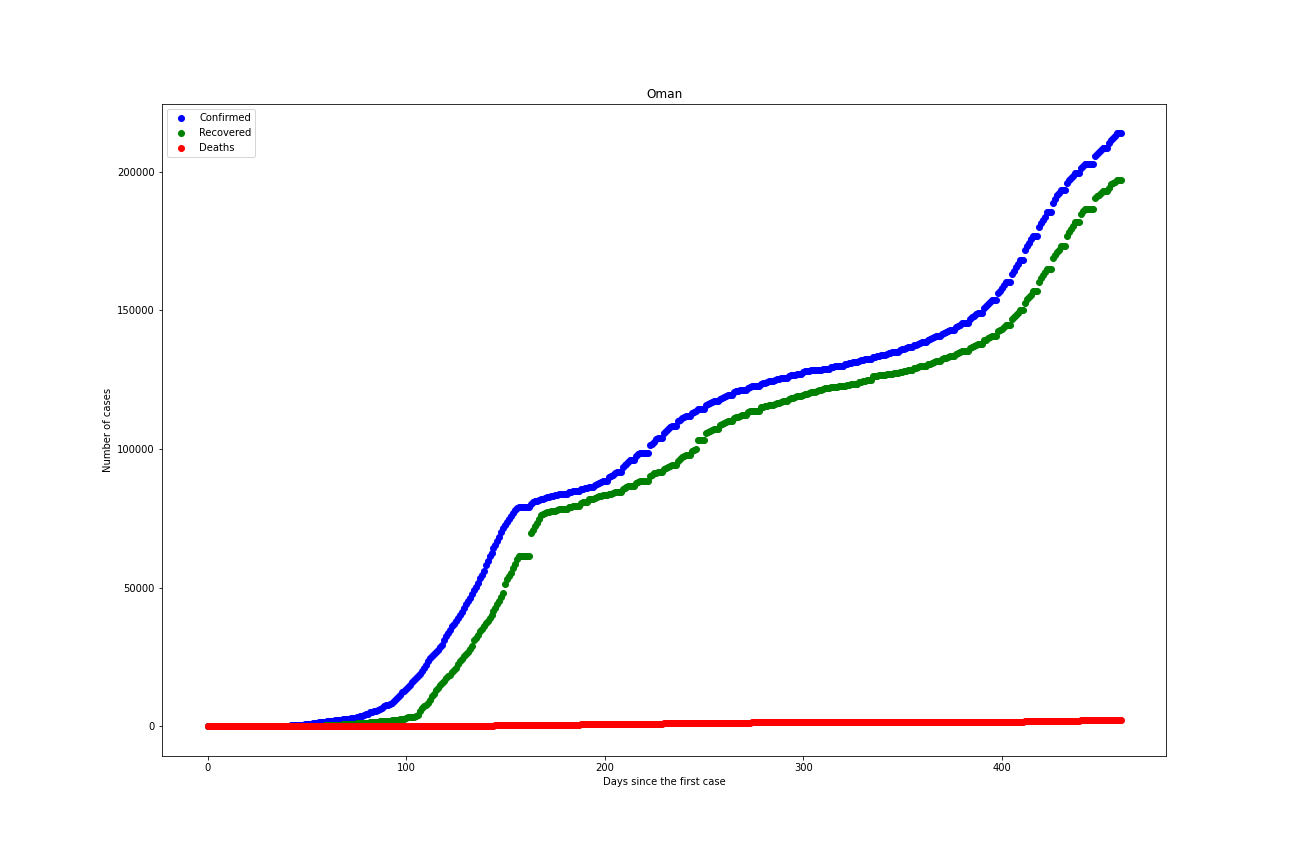 Oman
Confirmed
Recovered
Deaths
200000
150000
100000
50000
0
Number of cases
0 100 200 300 400
Days since the first case